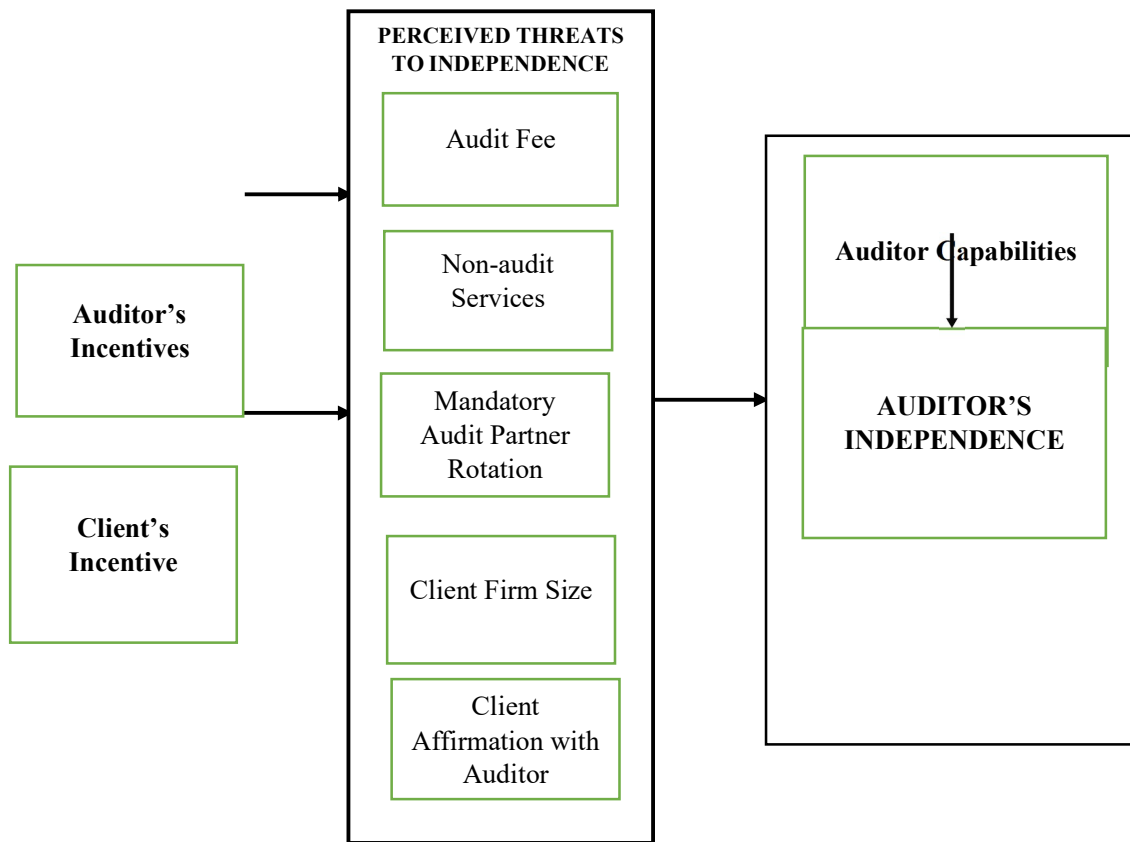 PERCEIVED THREATS
TO INDEPENDENCE
Audit Fee
Non-audit
Services
Mandatory
Audit Partner
Rotation
Client Firm Size
Client
Affirmation with
Auditor
Auditor’s
Incentives
Client’s
Incentive
Auditor Capabilities
AUDITOR’S
INDEPENDENCE